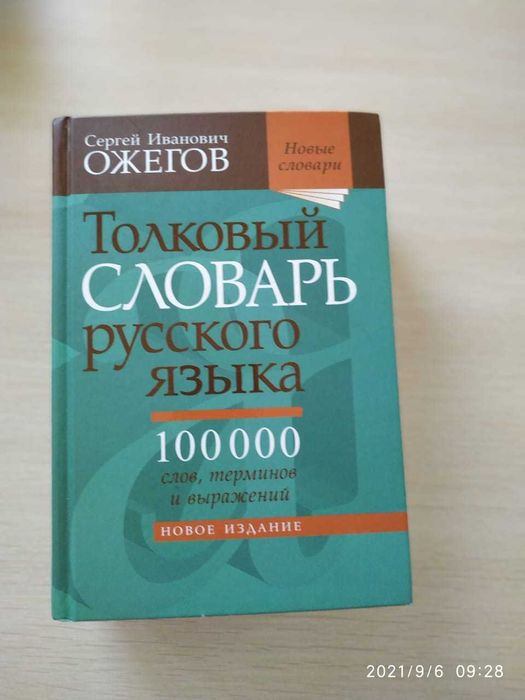 Сергей Иванович
ОЖЕГОВ
Новые
словари
Толковый
СЛОВАРЬ
русского
языка
100 000
слов, терминов
и выражений
НОВОЕ ИЗДАНИЕ
2021/9/6 09:28